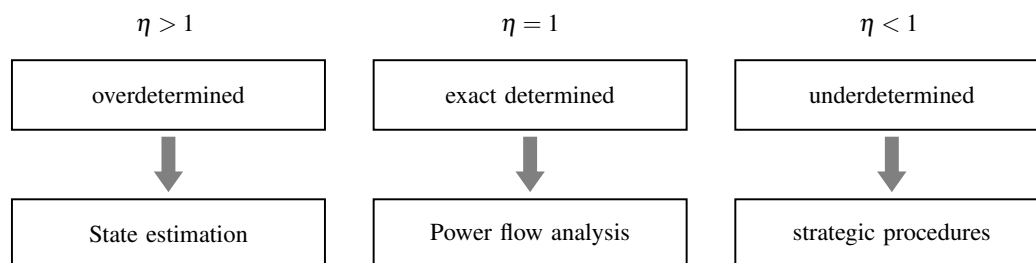 η > 1
η = 1
η < 1
overdetermined
exact determined
underdetermined
State estimation
Power flow analysis
strategic procedures